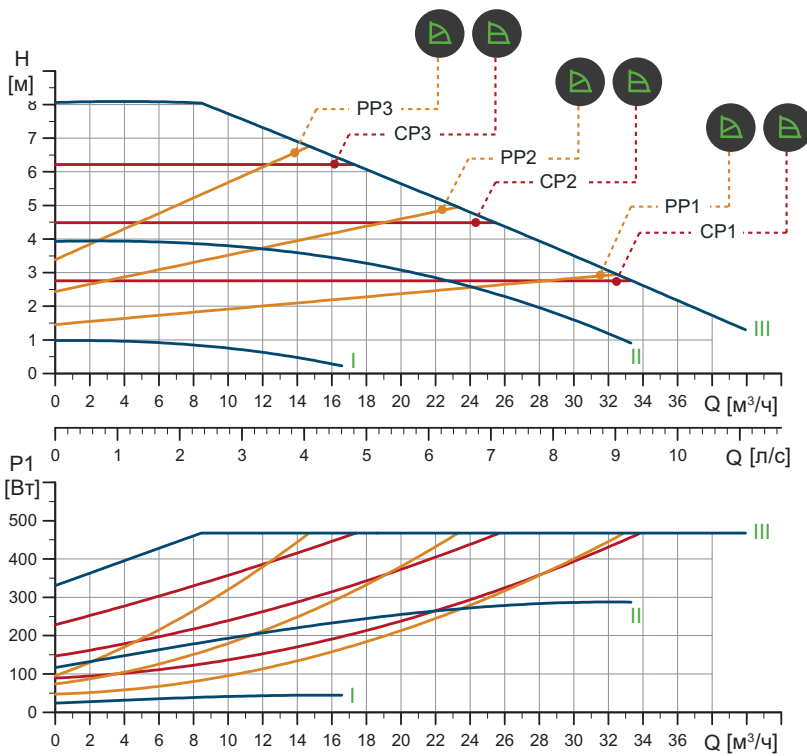 H
[м]
8
7
6
5
4
3
2
1
0
PP3
CP3
PP2
CP2
PP1
CP1
III
II
I
0 2 4 6 8 10 12 14 16 18 20 22 24 26 28 30 32 34 36 Q [м³/ч]
0 1 2 3 4 5 6 7 8 9 10 Q [л/с]
P1
[Вт]
500
400
300
200
100
0
III
II
I
0 2 4 6 8 10 12 14 16 18 20 22 24 26 28 30 32 34 36 Q [м³/ч]